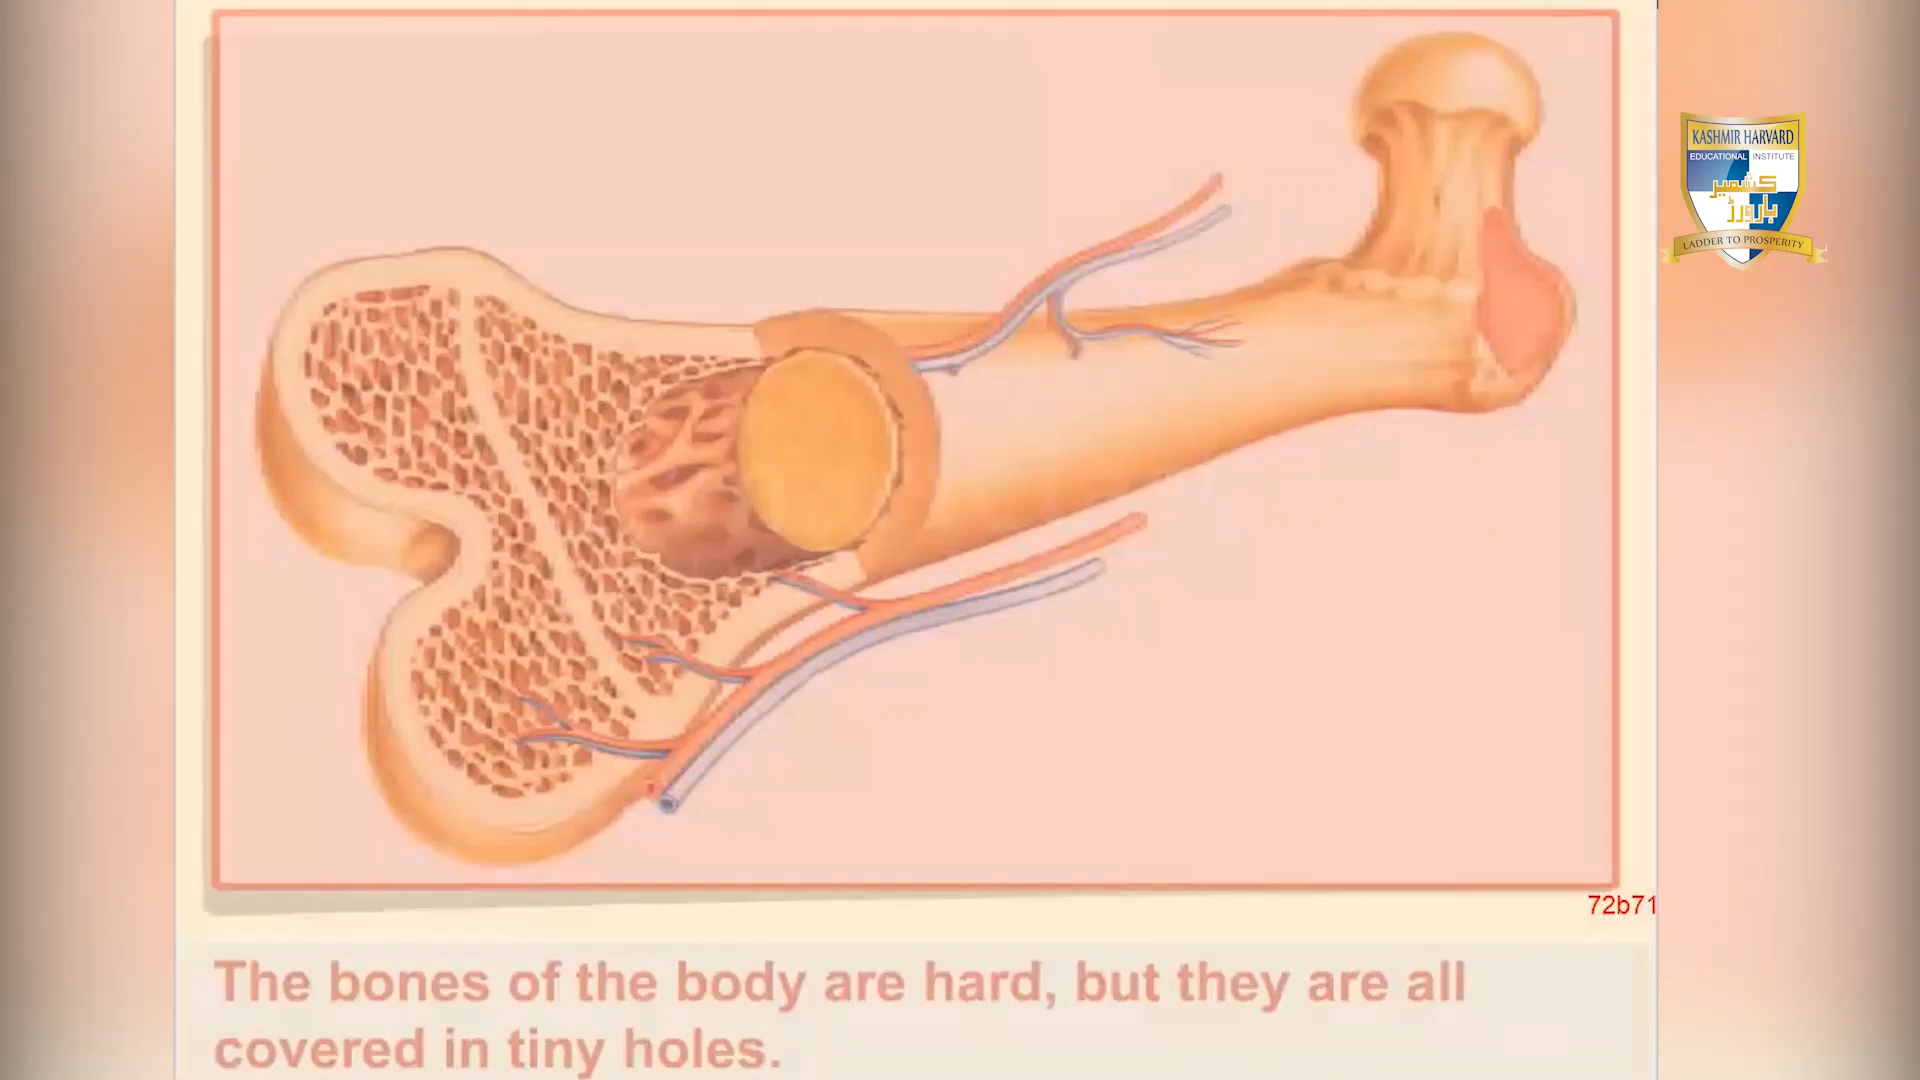 KASHMIR HARVARD
EDUCATIONAL INSTITUTE
کشمیر
ہارورڈ
LADDER TO PROSPERITY
72b71
The bones of the body are hard, but they are all
covered in tiny holes.